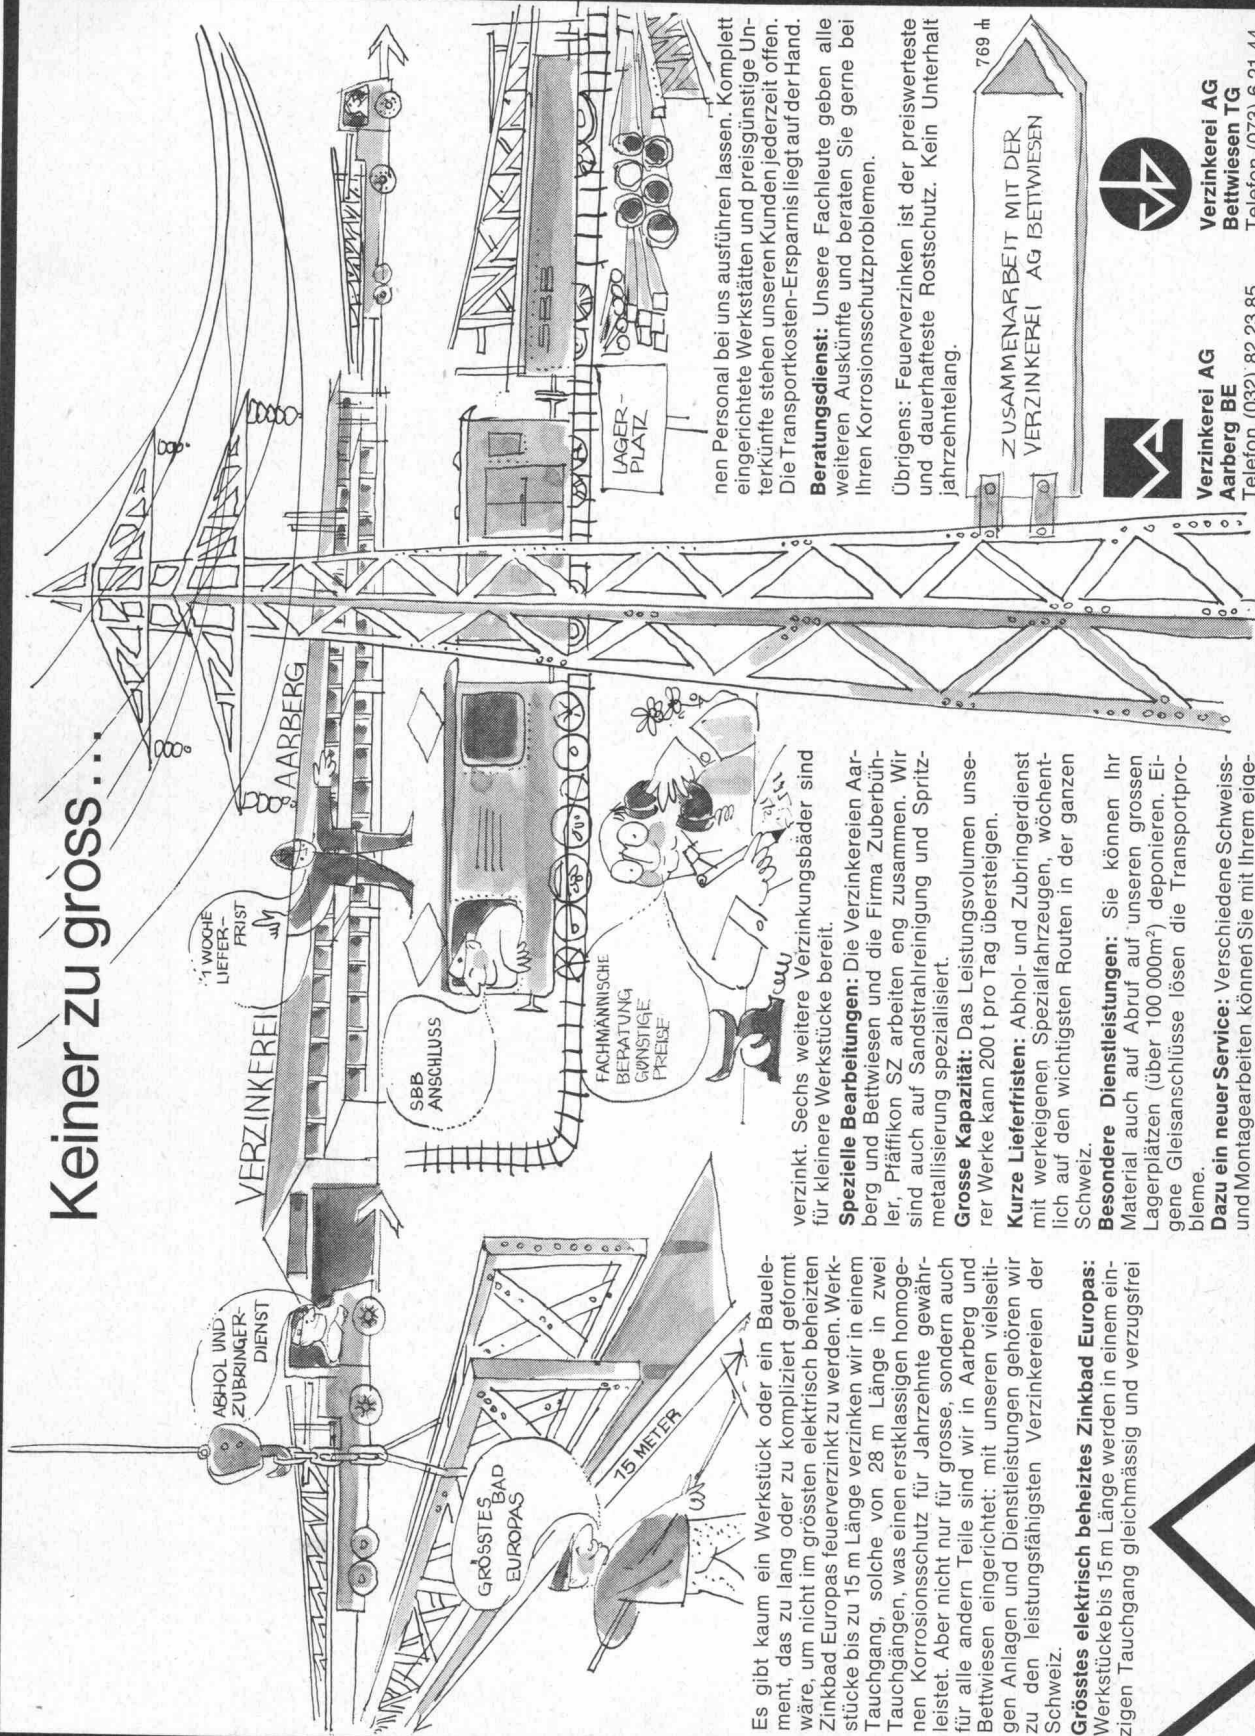 Keiner zu gross...
VERZINKEREI AARBERG
ABHOL UND
ZUBRINGER-
DIENST
1 WOCHE
LIEFER-
FRIST
SBB
ANSCHLUSS
GRÖSSTES
BAD
EUROPAS
15 METER
FACHMÄNNISCHE
BERATUNG
GÜNSTIGE
PREISE
SBB
LAGER-
PLATZ
Es gibt kaum ein Werkstück oder ein Bauele-
ment, das zu lang oder zu kompliziert geformt
wäre, um nicht im grössten elektrisch beheizten
Zinkbad Europas feuerverzinkt zu werden. Werk-
stücke bis zu 15 m Länge verzinken wir in einem
Tauchgang, solche von 28 m Länge in zwei
Tauchgängen, was einen erstklassigen homoge-
nen Korrosionsschutz für Jahrzehnte gewähr-
leistet. Aber nicht nur für grosse, sondern auch
für alle andern Teile sind wir in Aarberg und
Bettwiesen eingerichtet: mit unseren vielseiti-
gen Anlagen und Dienstleistungen gehören wir
zu den leistungsfähigsten Verzinkereien der
Schweiz.
Grösstes elektrisch beheiztes Zinkbad Europas:
Werkstücke bis 15 m Länge werden in einem ein-
zigen Tauchgang gleichmässig und verzugsfrei
verzinkt. Sechs weitere Verzinkungsbäder sind
für kleinere Werkstücke bereit.
Spezielle Bearbeitungen: Die Verzinkereien Aar-
berg und Bettwiesen und die Firma Zuberbüh-
ler, Pfäffikon SZ arbeiten eng zusammen. Wir
sind auch auf Sandstrahlreinigung und Spritz-
metallisierung spezialisiert.
Grosse Kapazität: Das Leistungsvolumen unse-
rer Werke kann 200 t pro Tag übersteigen.
Kurze Lieferfristen: Abhol- und Zubringerdienst
mit werkeigenen Spezialfahrzeugen, wöchent-
lich auf den wichtigsten Routen in der ganzen
Schweiz.
Besondere Dienstleistungen: Sie können Ihr
Material auch auf Abruf auf unseren grossen
Lagerplätzen (über 100 000 m²) deponieren. Ei-
gene Gleisanschlüsse lösen die Transportpro-
bleme.
Dazu ein neuer Service: Verschiedene Schweiss-
und Montagearbeiten können Sie mit Ihrem eige-
nen Personal bei uns ausführen lassen. Komplett
eingerichtete Werkstätten und preisgünstige Un-
terkünfte stehen unseren Kunden jederzeit offen.
Die Transportkosten-Ersparnis liegt auf der Hand.
Beratungsdienst: Unsere Fachleute geben alle
weiteren Auskünfte und beraten Sie gerne bei
Ihren Korrosionsschutzproblemen.
Übrigens: Feuerverzinken ist der preiswerteste
und dauerhafteste Rostschutz. Kein Unterhalt
jahrzehntelang.
769
ZUSAMMENARBEIT MIT DER
VERZINKEREI AG BETTWIESEN
Verzinkerei AG
Aarberg BE
Telefon (032) 82 23 85
Verzinkerei AG
Bettwiesen TG
Telefon (073) 6 21 44